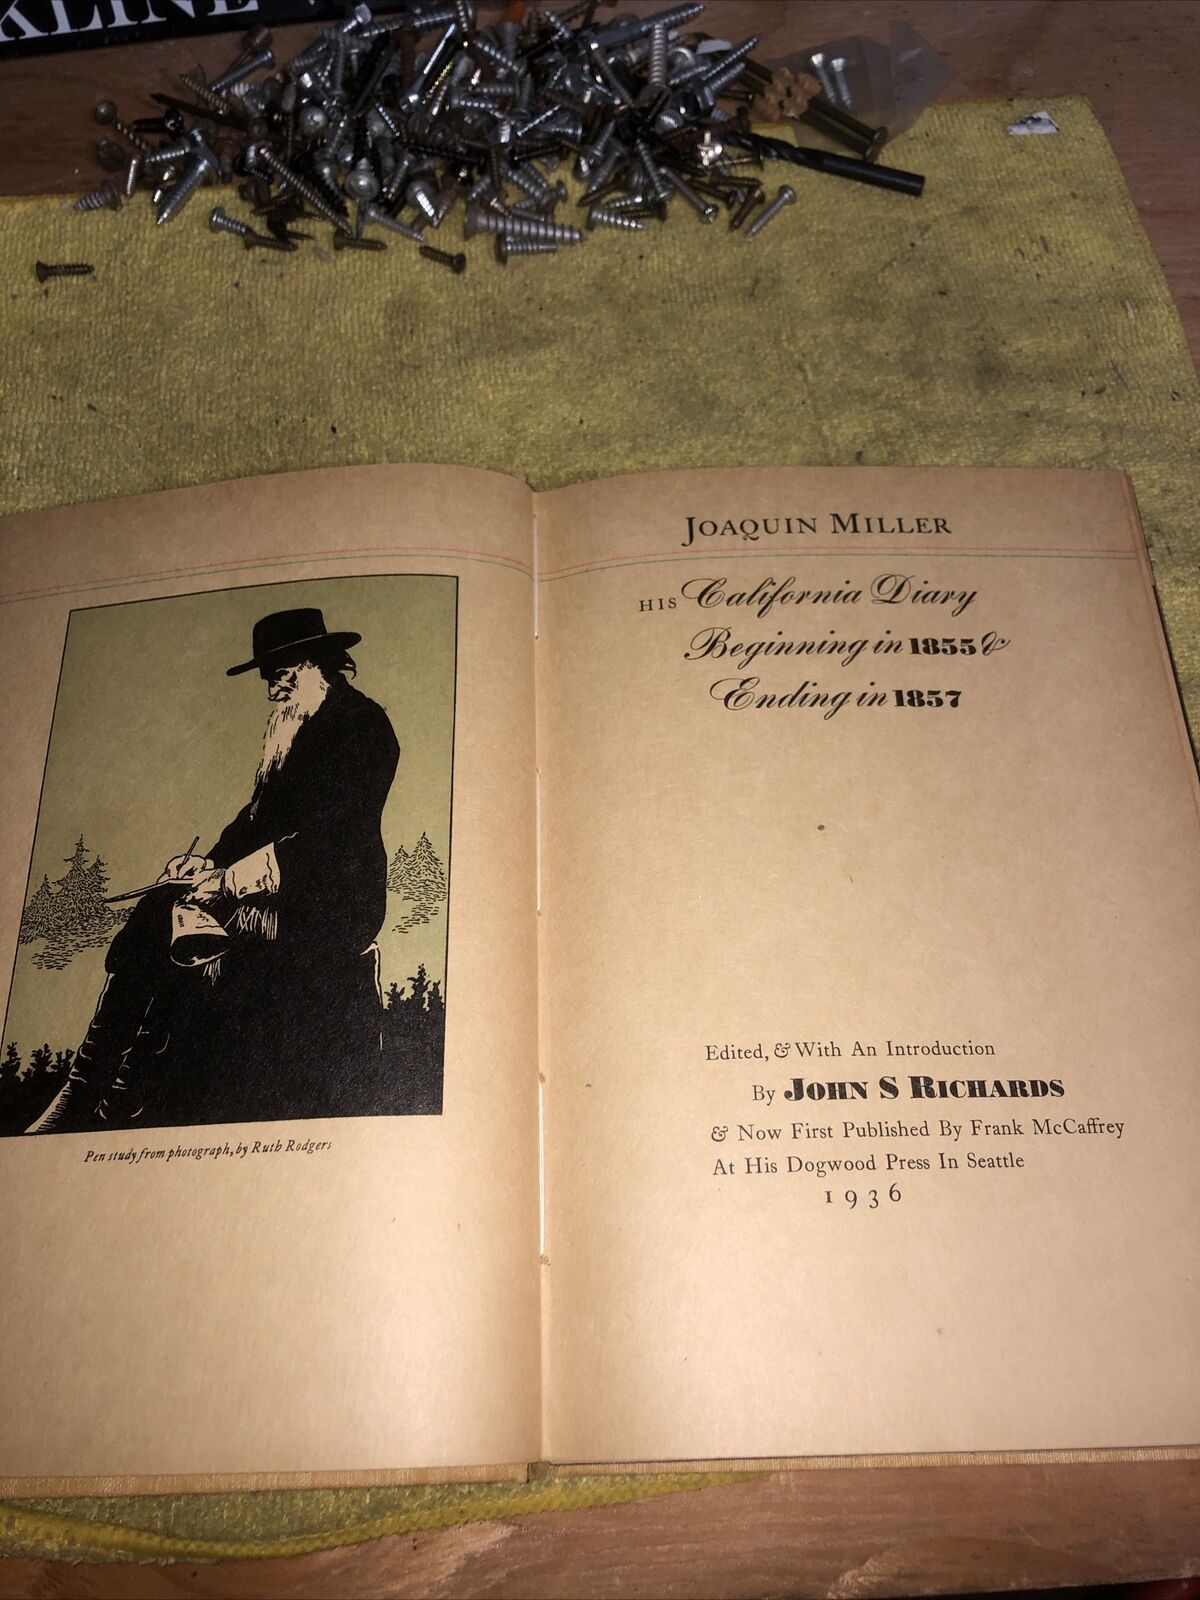 KLINE
Pen study from photograph, by Ruth Rodgers
JOAQUIN MILLER
HIS California Diary
Beginning in 1855 &
Ending in 1857
Edited, & With An Introduction
By JOHN S RICHARDS
& Now First Published By Frank McCaffrey
At His Dogwood Press In Seattle
1936